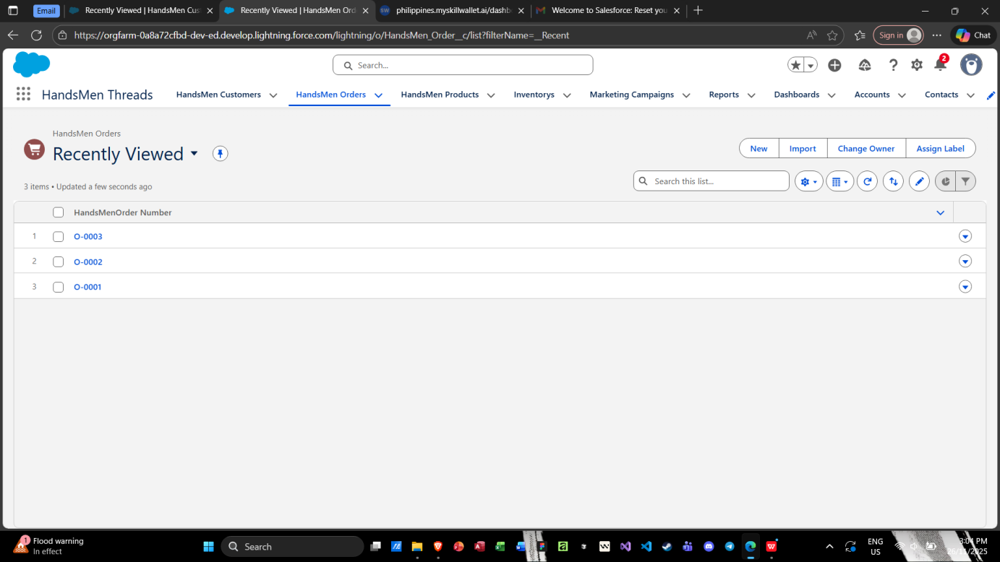 Email
Recently Viewed | HandsMen Cus
Recently Viewed | HandsMen Ord
SW
philippines.myskillwallet.ai/dashb
Welcome to Salesforce: Reset you
https://orgfarm-0a8a72cfbd-dev-ed.develop.lightning.force.com/lightning/o/HandsMen_Order__c/list?filterName=__Recent
Sign in
Chat
Search...
2
HandsMen Threads
HandsMen Customers
HandsMen Orders
HandsMen Products
Inventorys
Marketing Campaigns
Reports
Dashboards
Accounts
Contacts
HandsMen Orders
Recently Viewed
New
Import
Change Owner
Assign Label
3 items • Updated a few seconds ago
Search this list...
HandsMenOrder Number
1 O-0003
2 O-0002
3 O-0001
1
Flood warning
In effect
Search
ENG
US
3:04 PM
26/11/2025